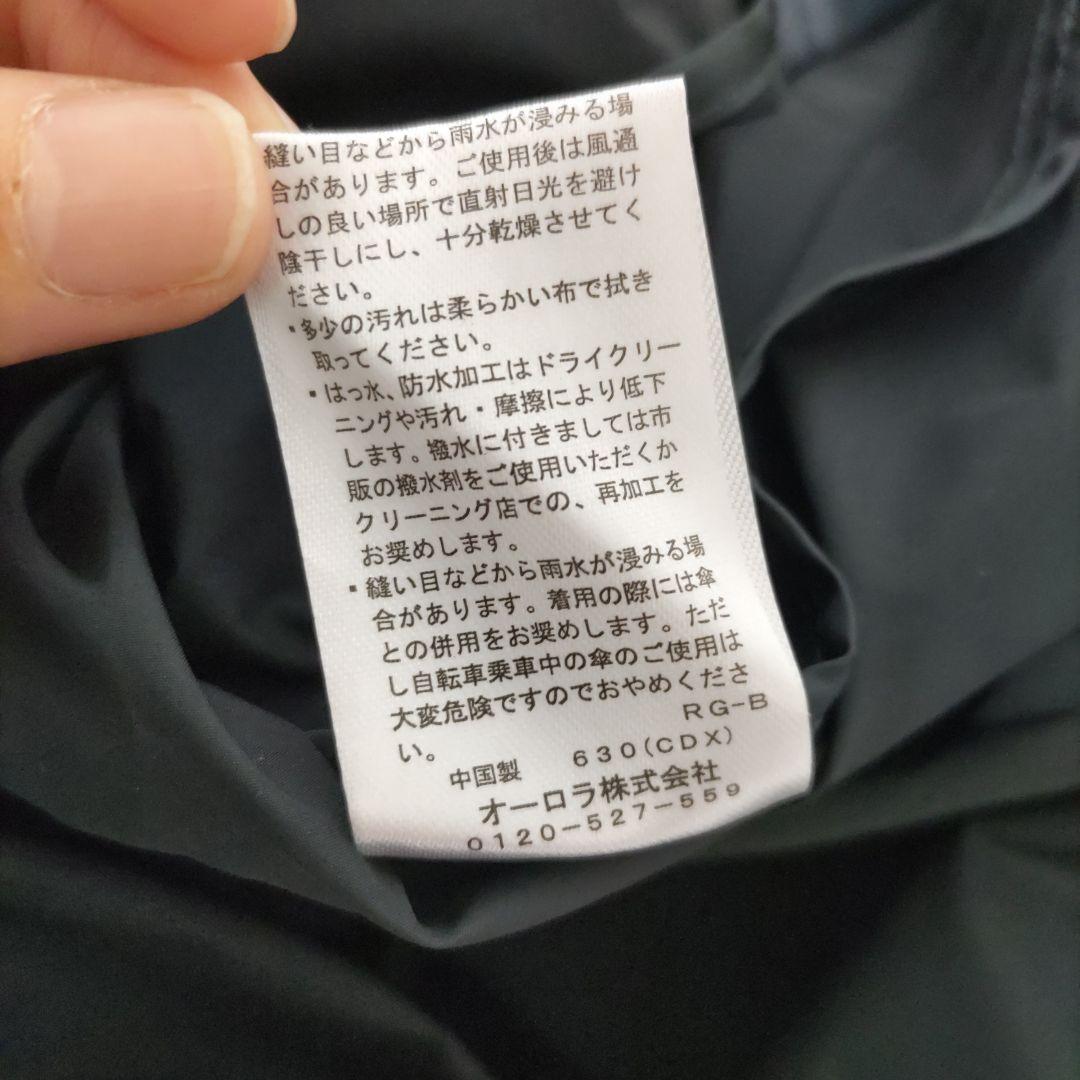 縫い目などから雨水が浸みる場
合があります。ご使用後は風通
しの良い場所で直射日光を避け
陰干しにし、十分乾燥させてく
ださい。
・多少の汚れは柔らかい布で拭き
取ってください。
・はっ水、防水加工はドライクリー
ニングや汚れ・摩擦により低下
します。撥水に付きましては市
販の撥水剤をご使用いただくか
クリーニング店での、再加工を
お奨めします。
・縫い目などから雨水が浸みる場
合があります。着用の際には傘
との併用をお奨めします。ただ
し自転車乗車中の傘のご使用は
大変危険ですのでおやめくださ
い。
RG-B
中国製 630(CDX)
オーロラ株式会社
0120-527-559